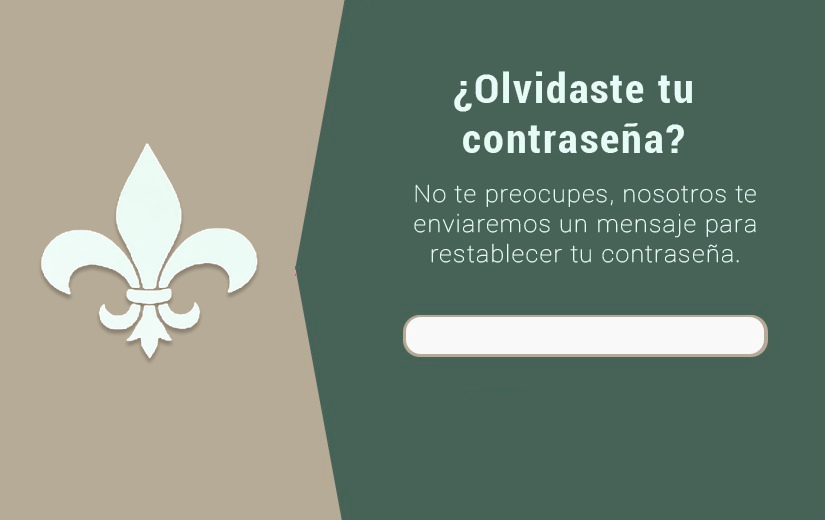 ¿Olvidaste tu
contraseña?
No te preocupes, nosotros te
enviaremos un mensaje para
restablecer tu contraseña.